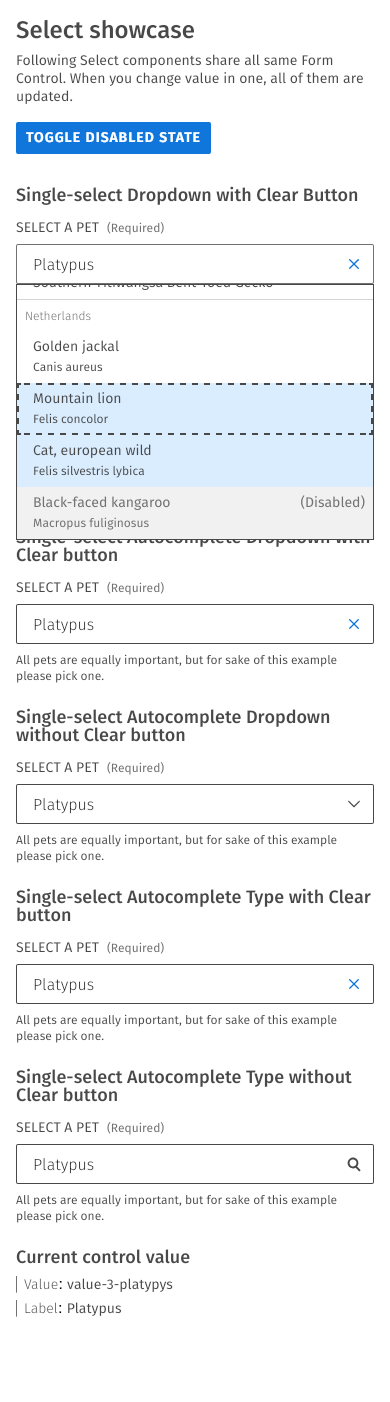 Select showcase
Following Select components share all same Form
Control. When you change value in one, all of them are
updated.
TOGGLE DISABLED STATE
Single-select Dropdown with Clear Button
SELECT A PET (Required)
Platypus
Netherlands
Golden jackal
Canis aureus
Mountain lion
Felis concolor
Cat, european wild
Felis silvestris lybica
Black-faced kangaroo (Disabled)
Macropus fuliginosus
Single-select Autocomplete Dropdown with
Clear button
SELECT A PET (Required)
Platypus
All pets are equally important, but for sake of this example
please pick one.
Single-select Autocomplete Dropdown
without Clear button
SELECT A PET (Required)
Platypus
All pets are equally important, but for sake of this example
please pick one.
Single-select Autocomplete Type with Clear
button
SELECT A PET (Required)
Platypus
All pets are equally important, but for sake of this example
please pick one.
Single-select Autocomplete Type without
Clear button
SELECT A PET (Required)
Platypus
All pets are equally important, but for sake of this example
please pick one.
Current control value
Value: value-3-platypys
Label: Platypus